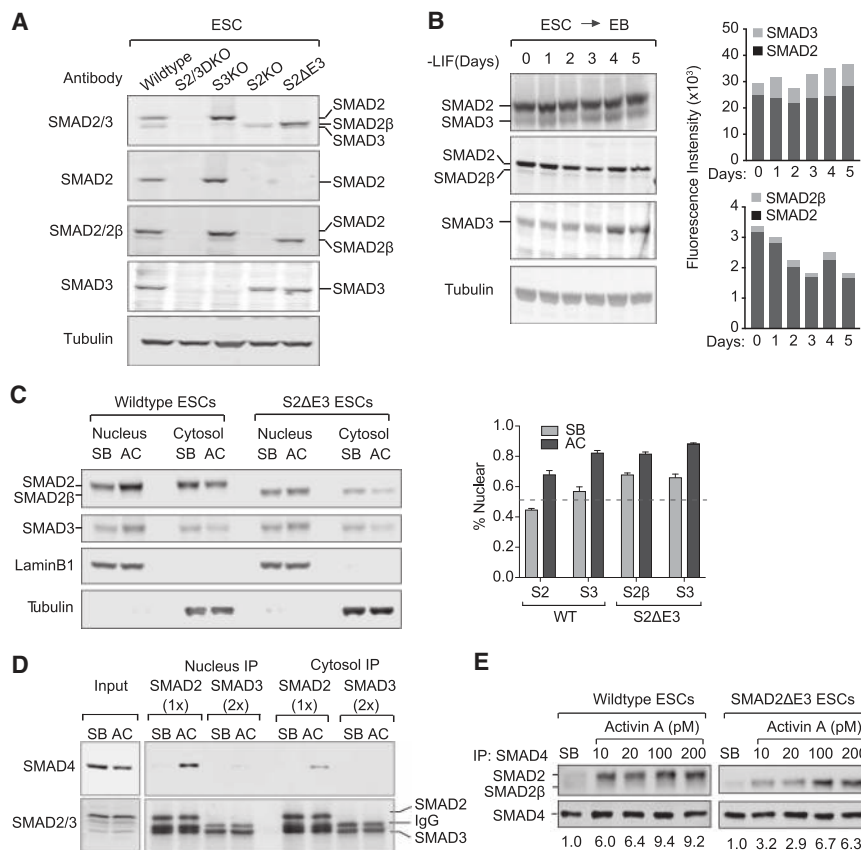 A
ESC
Antibody
Wildtype
S2/3DKO
S3KO
S2KO
S2ΔE3
SMAD2/3
SMAD2
SMAD2β
SMAD3
SMAD2
SMAD2
SMAD2/2β
SMAD2
SMAD2β
SMAD3
SMAD3
Tubulin
B
ESC → EB
-LIF(Days) 0 1 2 3 4 5
SMAD2
SMAD3
SMAD2
SMAD2β
SMAD3
Tubulin
Fluorescence Instensity (x10³)
SMAD3
SMAD2
50
40
30
20
10
0
Days: 0 1 2 3 4 5
SMAD2β
SMAD2
4
3
2
1
0
Days: 0 1 2 3 4 5
C
Wildtype ESCs S2ΔE3 ESCs
Nucleus Cytosol Nucleus Cytosol
SB AC SB AC SB AC SB AC
SMAD2
SMAD2β
SMAD3
LaminB1
Tubulin
% Nuclear
1.0
0.8
0.6
0.4
0.2
0.0
SB
AC
S2 S3 S2β S3
WT S2ΔE3
D
Nucleus IP Cytosol IP
Input SMAD2 (1x) SMAD3 (2x) SMAD2 (1x) SMAD3 (2x)
SB AC SB AC SB AC SB AC SB AC
SMAD4
SMAD2/3
SMAD2
IgG
SMAD3
E
Wildtype ESCs SMAD2ΔE3 ESCs
Activin A (pM) Activin A (pM)
IP: SMAD4 SB 10 20 100 200 SB 10 20 100 200
SMAD2
SMAD2β
SMAD4
1.0 6.0 6.4 9.4 9.2 1.0 3.2 2.9 6.7 6.3